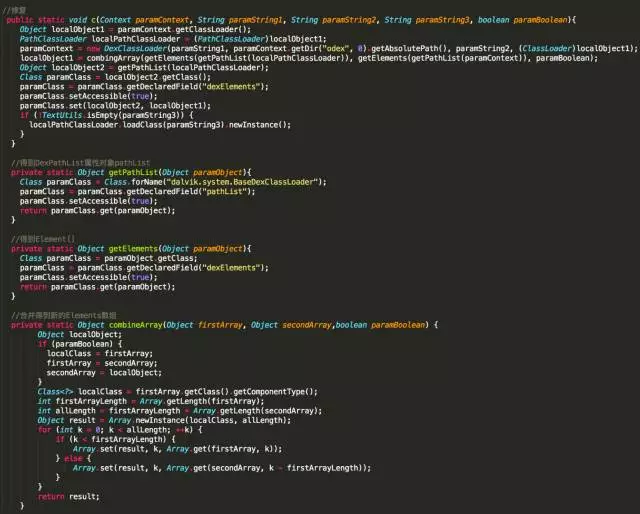 //修复
public static void c(Context paramContext, String paramString1, String paramString2, String paramString3, boolean paramBoolean){
Object localObject1 = paramContext.getClassLoader();
PathClassLoader localPathClassLoader = (PathClassLoader)localObject1;
paramContext = new DexClassLoader(paramString1, paramContext.getDir("odex", 0).getAbsolutePath(), paramString2, (ClassLoader)localObject1);
localObject1 = combingArray(getElements(getPathList(localPathClassLoader)), getElements(getPathList(paramContext)), paramBoolean);
Object localObject2 = getPathList(localPathClassLoader);
Class paramClass = localObject2.getClass();
paramClass = paramClass.getDeclaredField("dexElements");
paramClass.setAccessible(true);
paramClass.set(localObject2, localObject1);
if (!TextUtils.isEmpty(paramString3)) {
localPathClassLoader.loadClass(paramString3).newInstance();
}
}
//得到DexPathList属性对象pathList
private static Object getPathList(Object paramObject){
Class paramClass = Class.forName("dalvik.system.BaseDexClassLoader");
paramClass = paramClass.getDeclaredField("pathList");
paramClass.setAccessible(true);
return paramClass.get(paramObject);
}
//得到Element[]
private static Object getElements(Object paramObject){
Class paramClass = paramObject.getClass;
paramClass = paramClass.getDeclaredField("dexElements");
paramClass.setAccessible(true);
return paramClass.get(paramObject);
}
//合并得到新的Elements数组
private static Object combineArray(Object firstArray, Object secondArray,boolean paramBoolean) {
Object localObject;
if (paramBoolean) {
localClass = firstArray;
firstArray = secondArray;
secondArray = localObject;
}
Class<?> localClass = firstArray.getClass().getComponentType();
int firstArrayLength = Array.getLength(firstArray);
int allLength = firstArrayLength + Array.getLength(secondArray);
Object result = Array.newInstance(localClass, allLength);
for (int k = 0; k < allLength; ++k) {
if (k < firstArrayLength) {
Array.set(result, k, Array.get(firstArray, k));
} else {
Array.set(result, k, Array.get(secondArray, k - firstArrayLength));
}
}
return result;
}